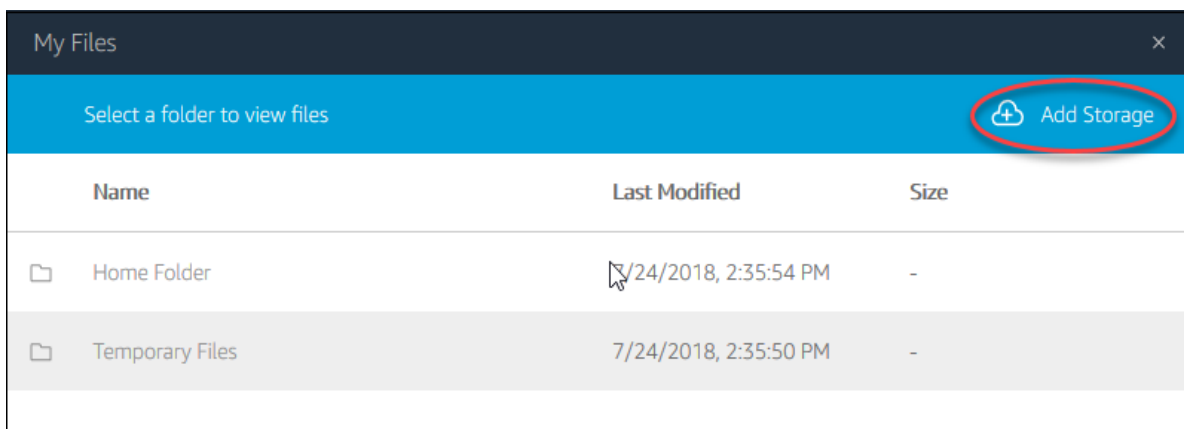 My Files ×
Select a folder to view files Add Storage
Name Last Modified Size
Home Folder /24/2018, 2:35:54 PM -
Temporary Files 7/24/2018, 2:35:50 PM -